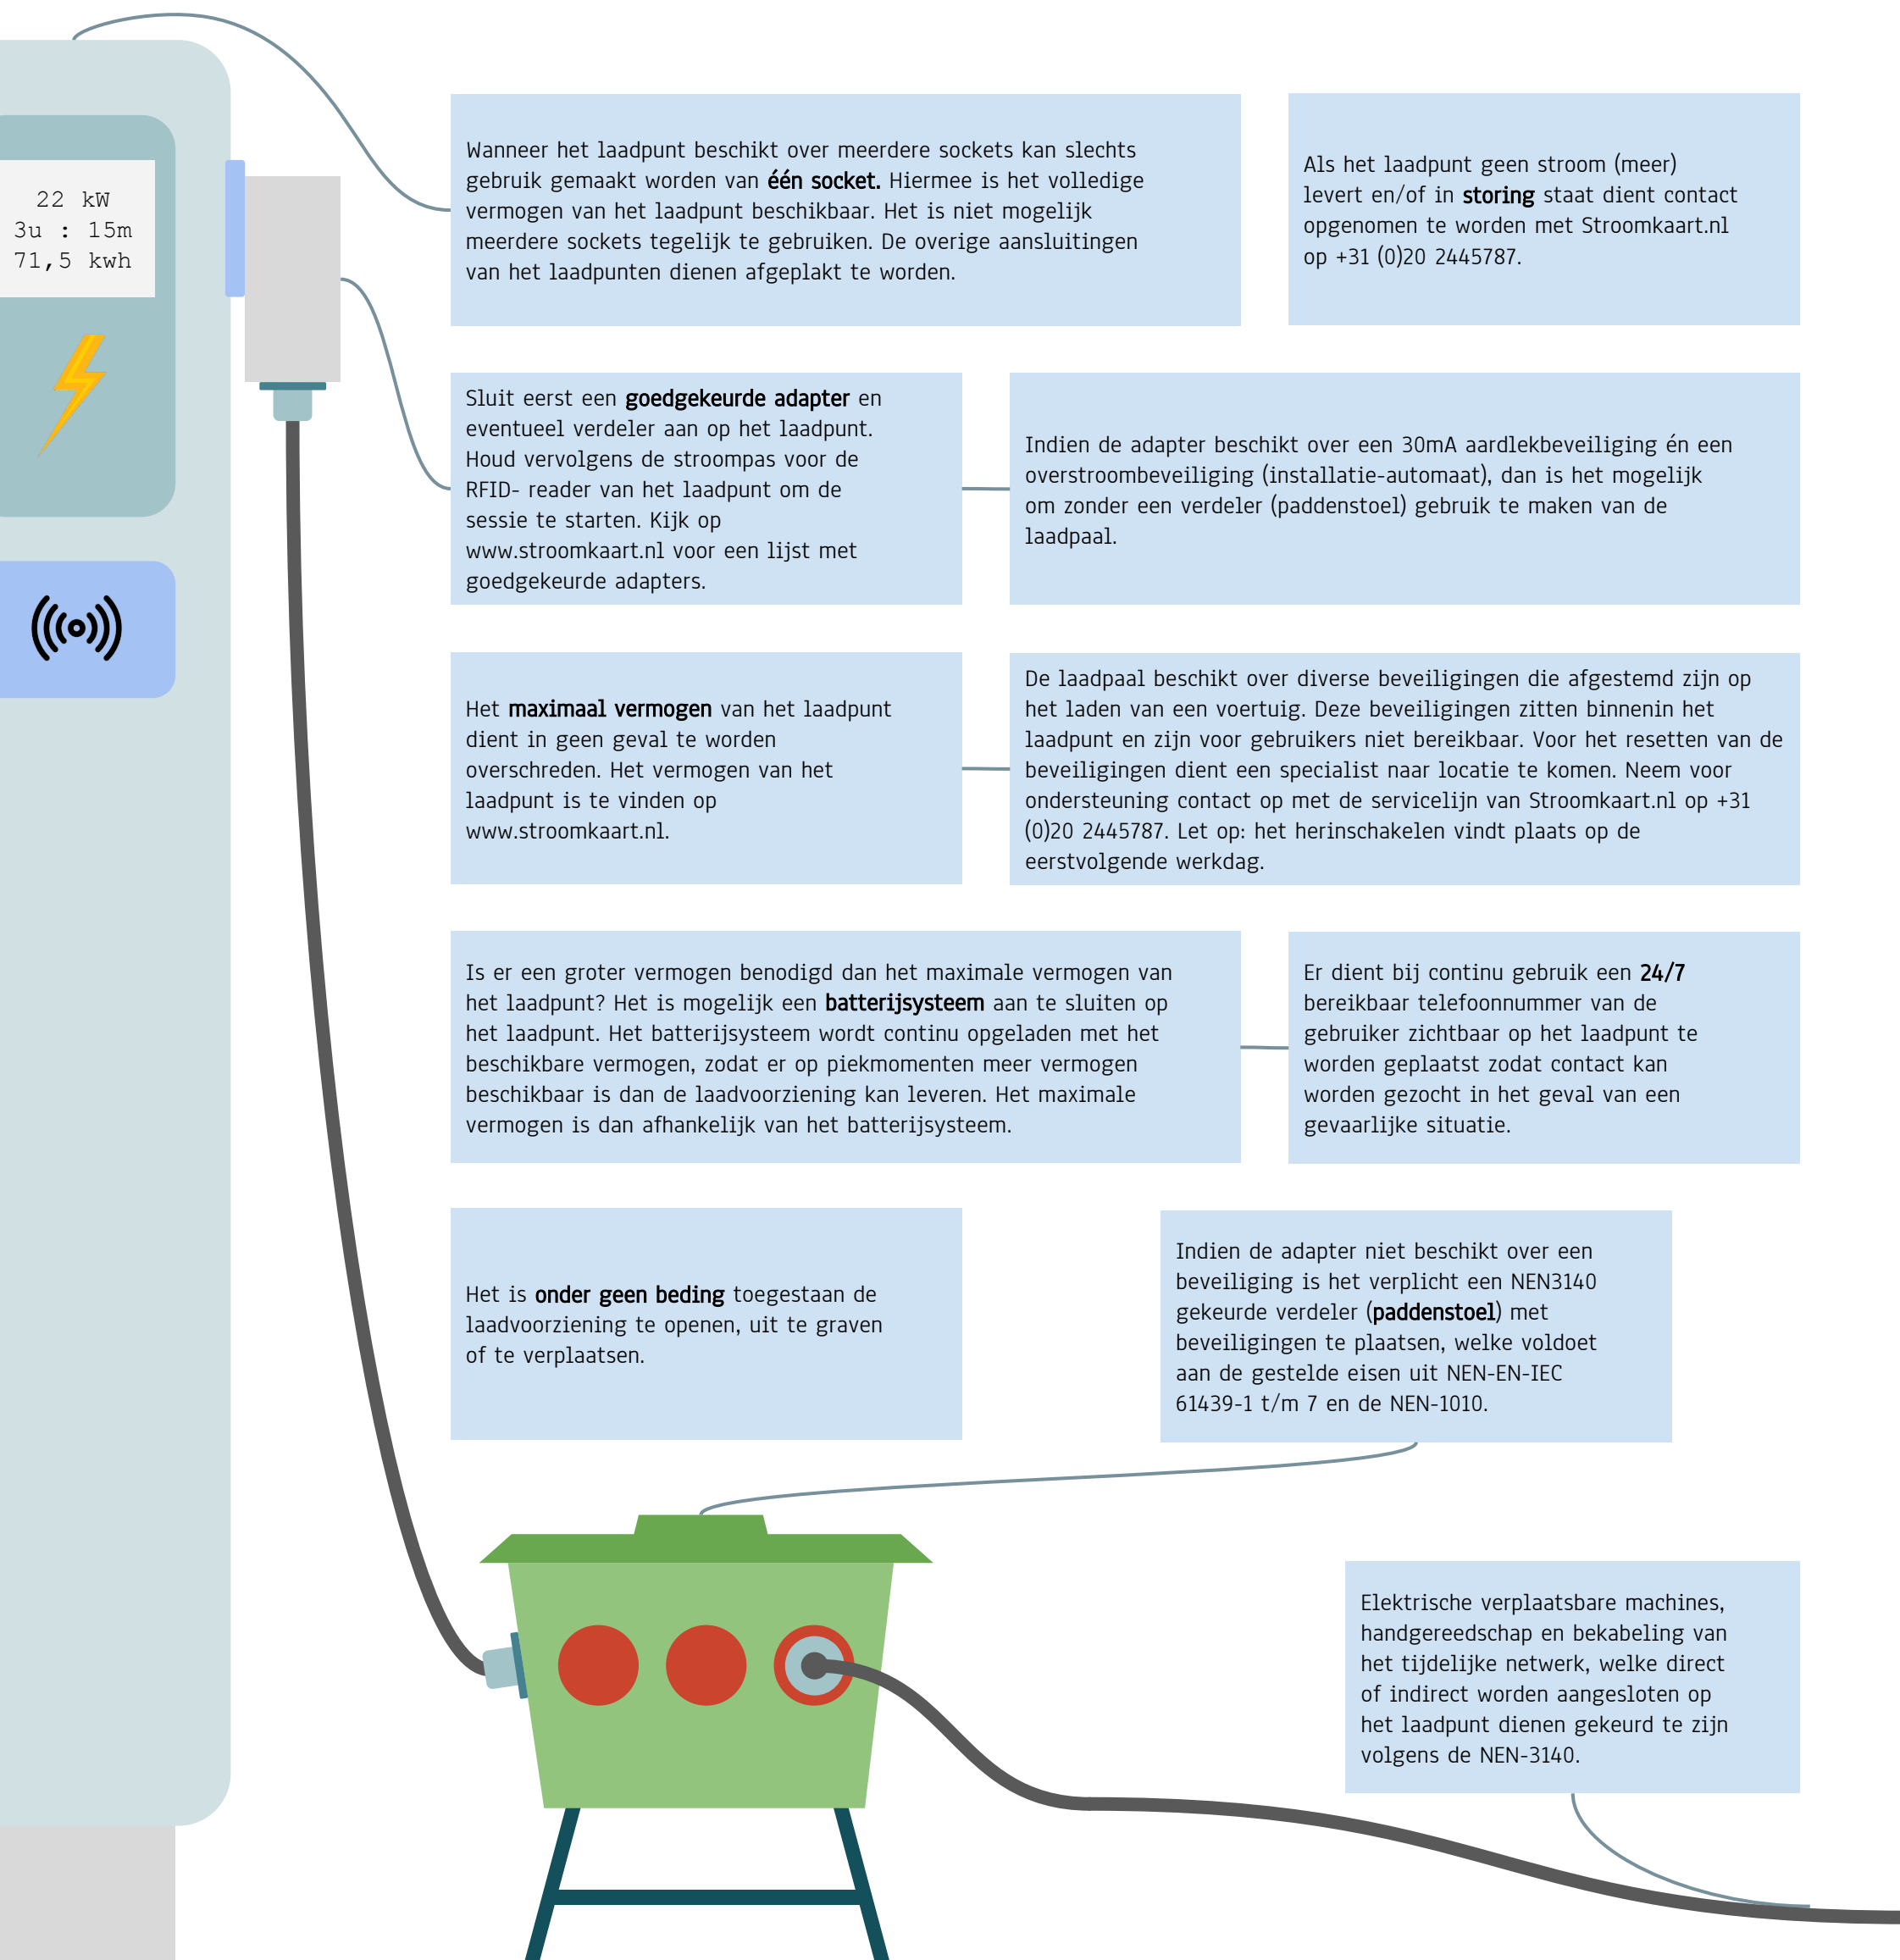 22 kW
3u : 15m
71,5 kwh
Wanneer het laadpunt beschikt over meerdere sockets kan slechts
gebruik gemaakt worden van één socket. Hiermee is het volledige
vermogen van het laadpunt beschikbaar. Het is niet mogelijk
meerdere sockets tegelijk te gebruiken. De overige aansluitingen
van het laadpunten dienen afgeplakt te worden.
Als het laadpunt geen stroom (meer)
levert en/of in storing staat dient contact
opgenomen te worden met Stroomkaart.nl
op +31 (0)20 2445787.
Sluit eerst een goedgekeurde adapter en
eventueel verdeler aan op het laadpunt.
Houd vervolgens de stroompas voor de
RFID- reader van het laadpunt om de
sessie te starten. Kijk op
www.stroomkaart.nl voor een lijst met
goedgekeurde adapters.
Indien de adapter beschikt over een 30mA aardlekbeveiliging én een
overstroombeveiliging (installatie-automaat), dan is het mogelijk
om zonder een verdeler (paddenstoel) gebruik te maken van de
laadpaal.
Het maximaal vermogen van het laadpunt
dient in geen geval te worden
overschreden. Het vermogen van het
laadpunt is te vinden op
www.stroomkaart.nl.
De laadpaal beschikt over diverse beveiligingen die afgestemd zijn op
het laden van een voertuig. Deze beveiligingen zitten binnenin het
laadpunt en zijn voor gebruikers niet bereikbaar. Voor het resetten van de
beveiligingen dient een specialist naar locatie te komen. Neem voor
ondersteuning contact op met de servicelijn van Stroomkaart.nl op +31
(0)20 2445787. Let op: het herinschakelen vindt plaats op de
eerstvolgende werkdag.
Is er een groter vermogen benodigd dan het maximale vermogen van
het laadpunt? Het is mogelijk een batterijsysteem aan te sluiten op
het laadpunt. Het batterijsysteem wordt continu opgeladen met het
beschikbare vermogen, zodat er op piekmomenten meer vermogen
beschikbaar is dan de laadvoorziening kan leveren. Het maximale
vermogen is dan afhankelijk van het batterijsysteem.
Er dient bij continu gebruik een 24/7
bereikbaar telefoonnummer van de
gebruiker zichtbaar op het laadpunt te
worden geplaatst zodat contact kan
worden gezocht in het geval van een
gevaarlijke situatie.
Het is onder geen beding toegestaan de
laadvoorziening te openen, uit te graven
of te verplaatsen.
Indien de adapter niet beschikt over een
beveiliging is het verplicht een NEN3140
gekeurde verdeler (paddenstoel) met
beveiligingen te plaatsen, welke voldoet
aan de gestelde eisen uit NEN-EN-IEC
61439-1 t/m 7 en de NEN-1010.
Elektrische verplaatsbare machines,
handgereedschap en bekabeling van
het tijdelijke netwerk, welke direct
of indirect worden aangesloten op
het laadpunt dienen gekeurd te zijn
volgens de NEN-3140.